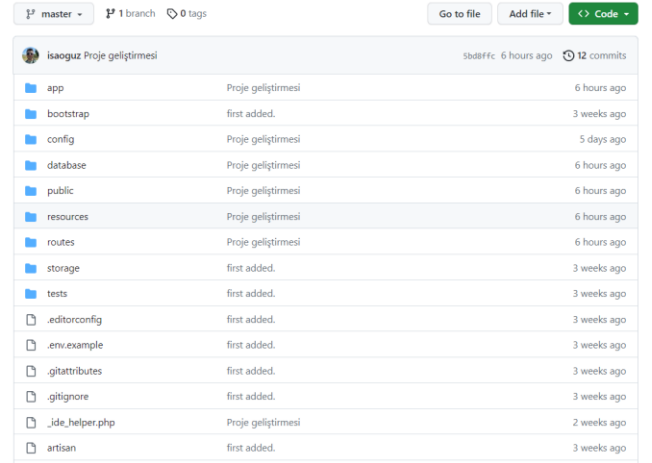 master 1 branch 0 tags Go to file Add file Code
isaoguz Proje geliştirmesi 5bd8ffc 6 hours ago 12 commits
app Proje geliştirmesi 6 hours ago
bootstrap first added. 3 weeks ago
config Proje geliştirmesi 5 days ago
database Proje geliştirmesi 6 hours ago
public Proje geliştirmesi 6 hours ago
resources Proje geliştirmesi 6 hours ago
routes Proje geliştirmesi 6 hours ago
storage first added. 3 weeks ago
tests first added. 3 weeks ago
.editorconfig first added. 3 weeks ago
.env.example first added. 3 weeks ago
.gitattributes first added. 3 weeks ago
.gitignore first added. 3 weeks ago
_ide_helper.php Proje geliştirmesi 2 weeks ago
artisan first added. 3 weeks ago